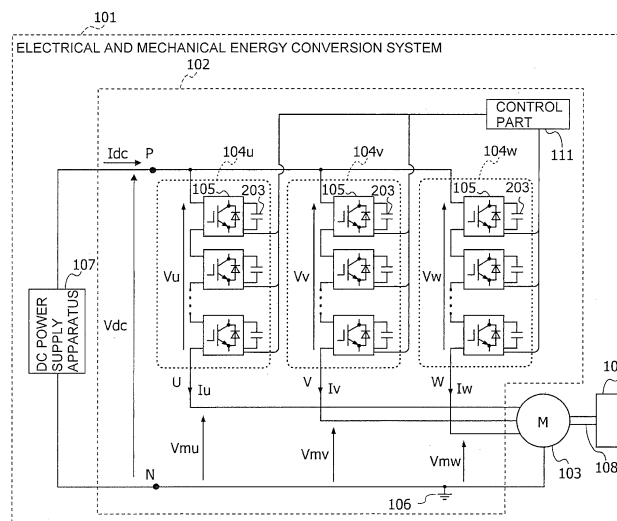 101
ELECTRICAL AND MECHANICAL ENERGY CONVERSION SYSTEM
102
CONTROL
PART
111
Idc P
104u 104v 104w
105 203 105 203 105 203
Vu Vv Vw
107
DC POWER
SUPPLY
APPARATUS
Vdc
U Iu V Iv W Iw
M
Vmu Vmv Vmw
103 108
N
106